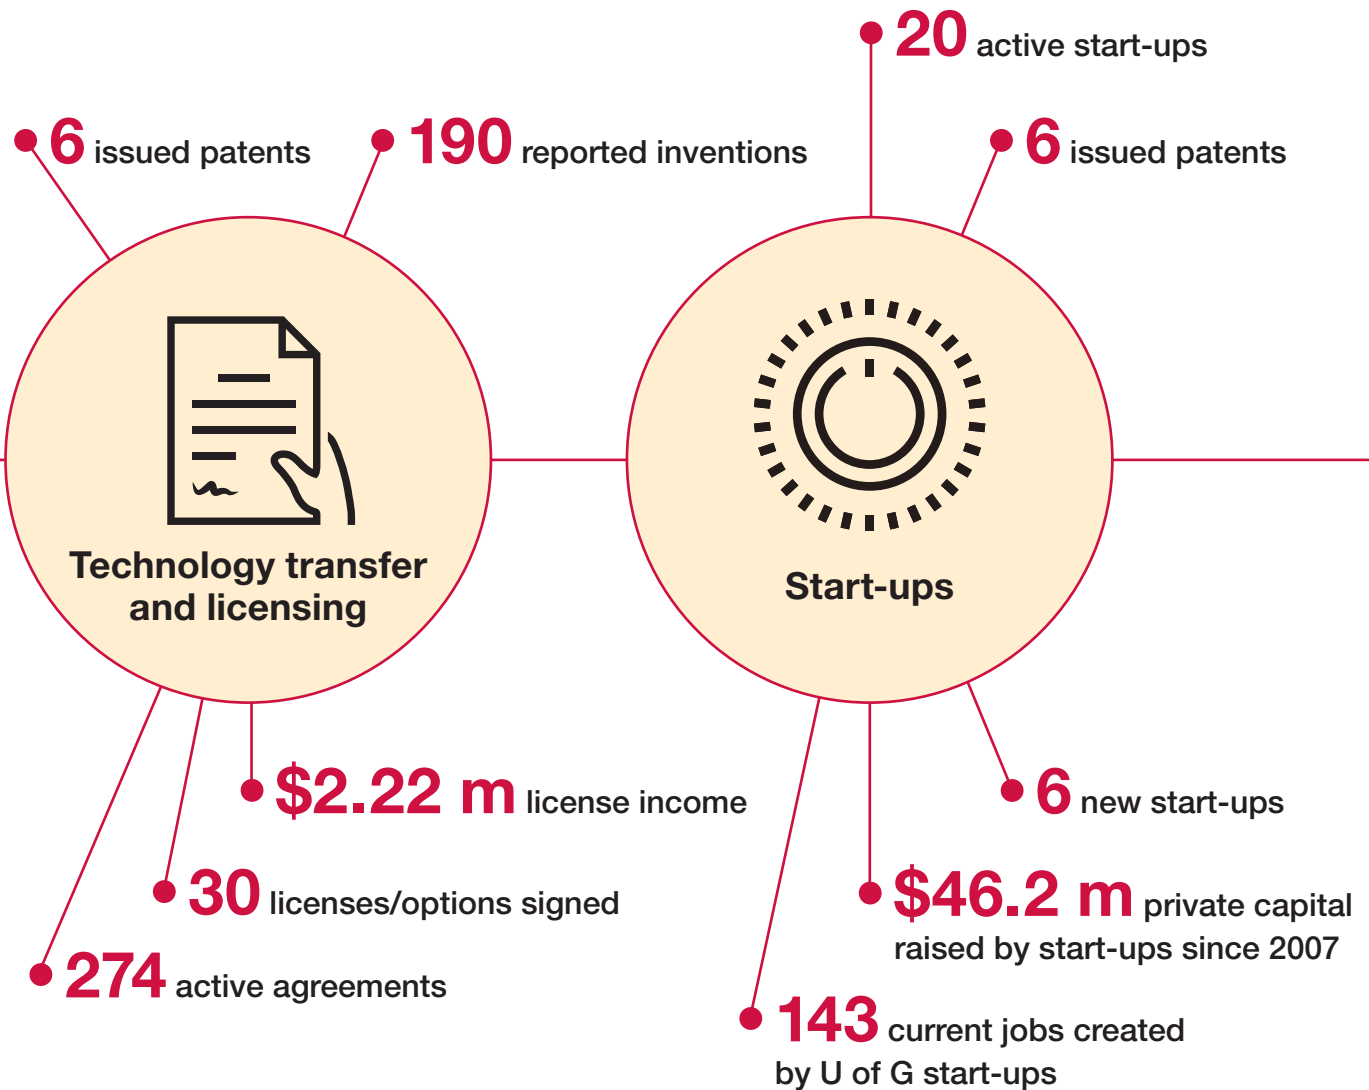 20 active start-ups
6 issued patents
190 reported inventions
6 issued patents
Technology transfer
and licensing
Start-ups
$2.22 m license income
30 licenses/options signed
274 active agreements
6 new start-ups
$46.2 m private capital
raised by start-ups since 2007
143 current jobs created
by U of G start-ups